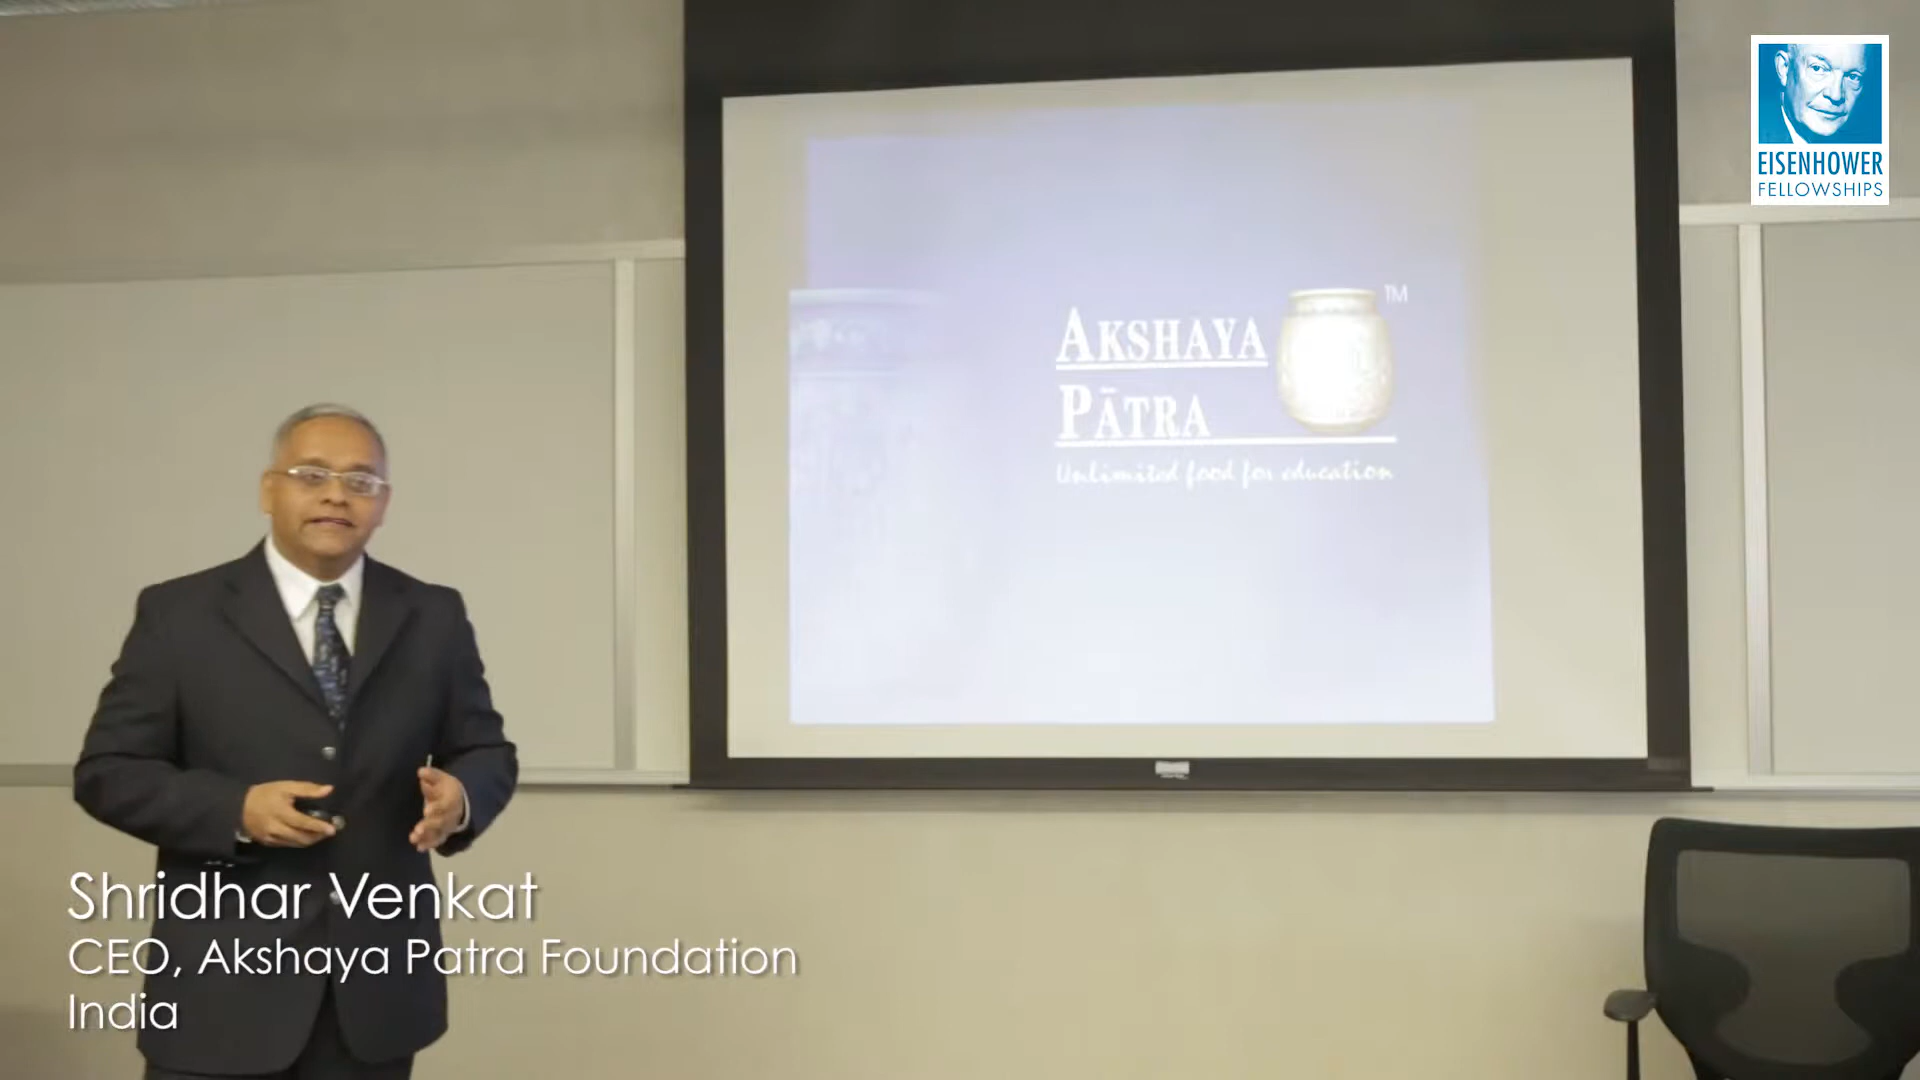 EISENHOWER
FELLOWSHIPS
AKSHAYA
PĀTRA
TM
Unlimited food for education
Shridhar Venkat
CEO, Akshaya Patra Foundation
India